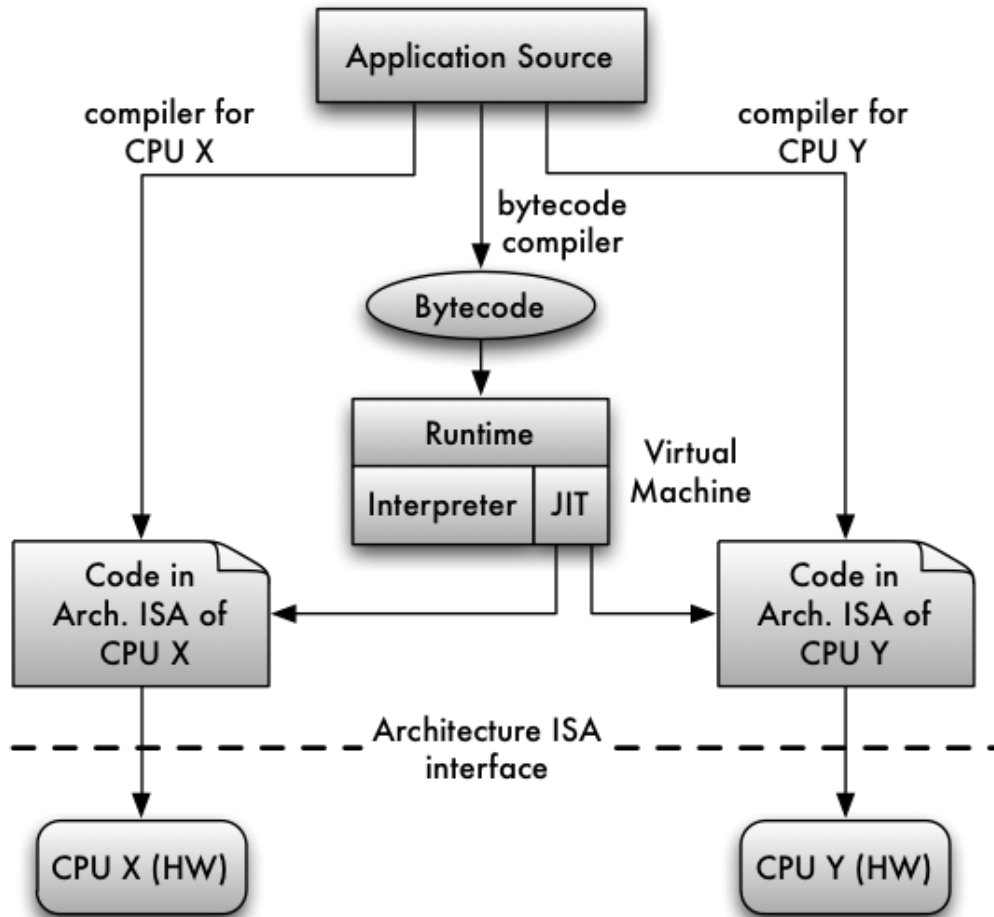 Application Source
compiler for
CPU X
compiler for
CPU Y
bytecode
compiler
Bytecode
Runtime
Interpreter
JIT
Virtual
Machine
Code in
Arch. ISA of
CPU X
Code in
Arch. ISA of
CPU Y
Architecture ISA
interface
CPU X (HW)
CPU Y (HW)